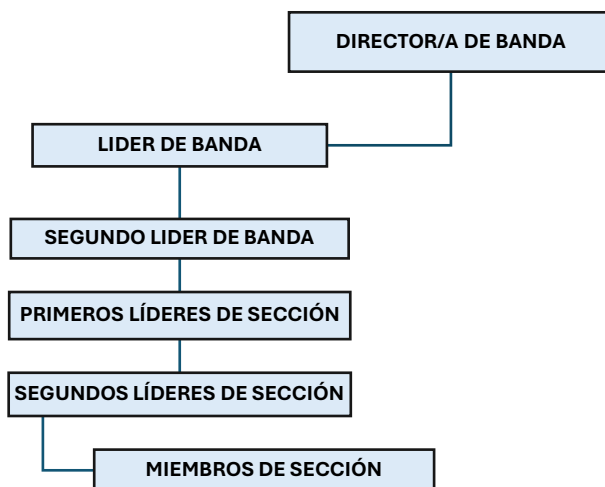 DIRECTOR/A DE BANDA
LIDER DE BANDA
SEGUNDO LIDER DE BANDA
PRIMEROS LÍDERES DE SECCIÓN
SEGUNDOS LÍDERES DE SECCIÓN
MIEMBROS DE SECCIÓN